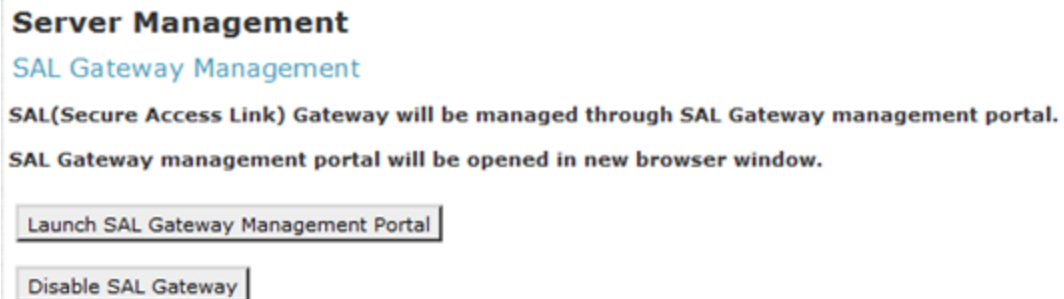 Server Management
SAL Gateway Management
SAL(Secure Access Link) Gateway will be managed through SAL Gateway management portal.
SAL Gateway management portal will be opened in new browser window.
Launch SAL Gateway Management Portal
Disable SAL Gateway